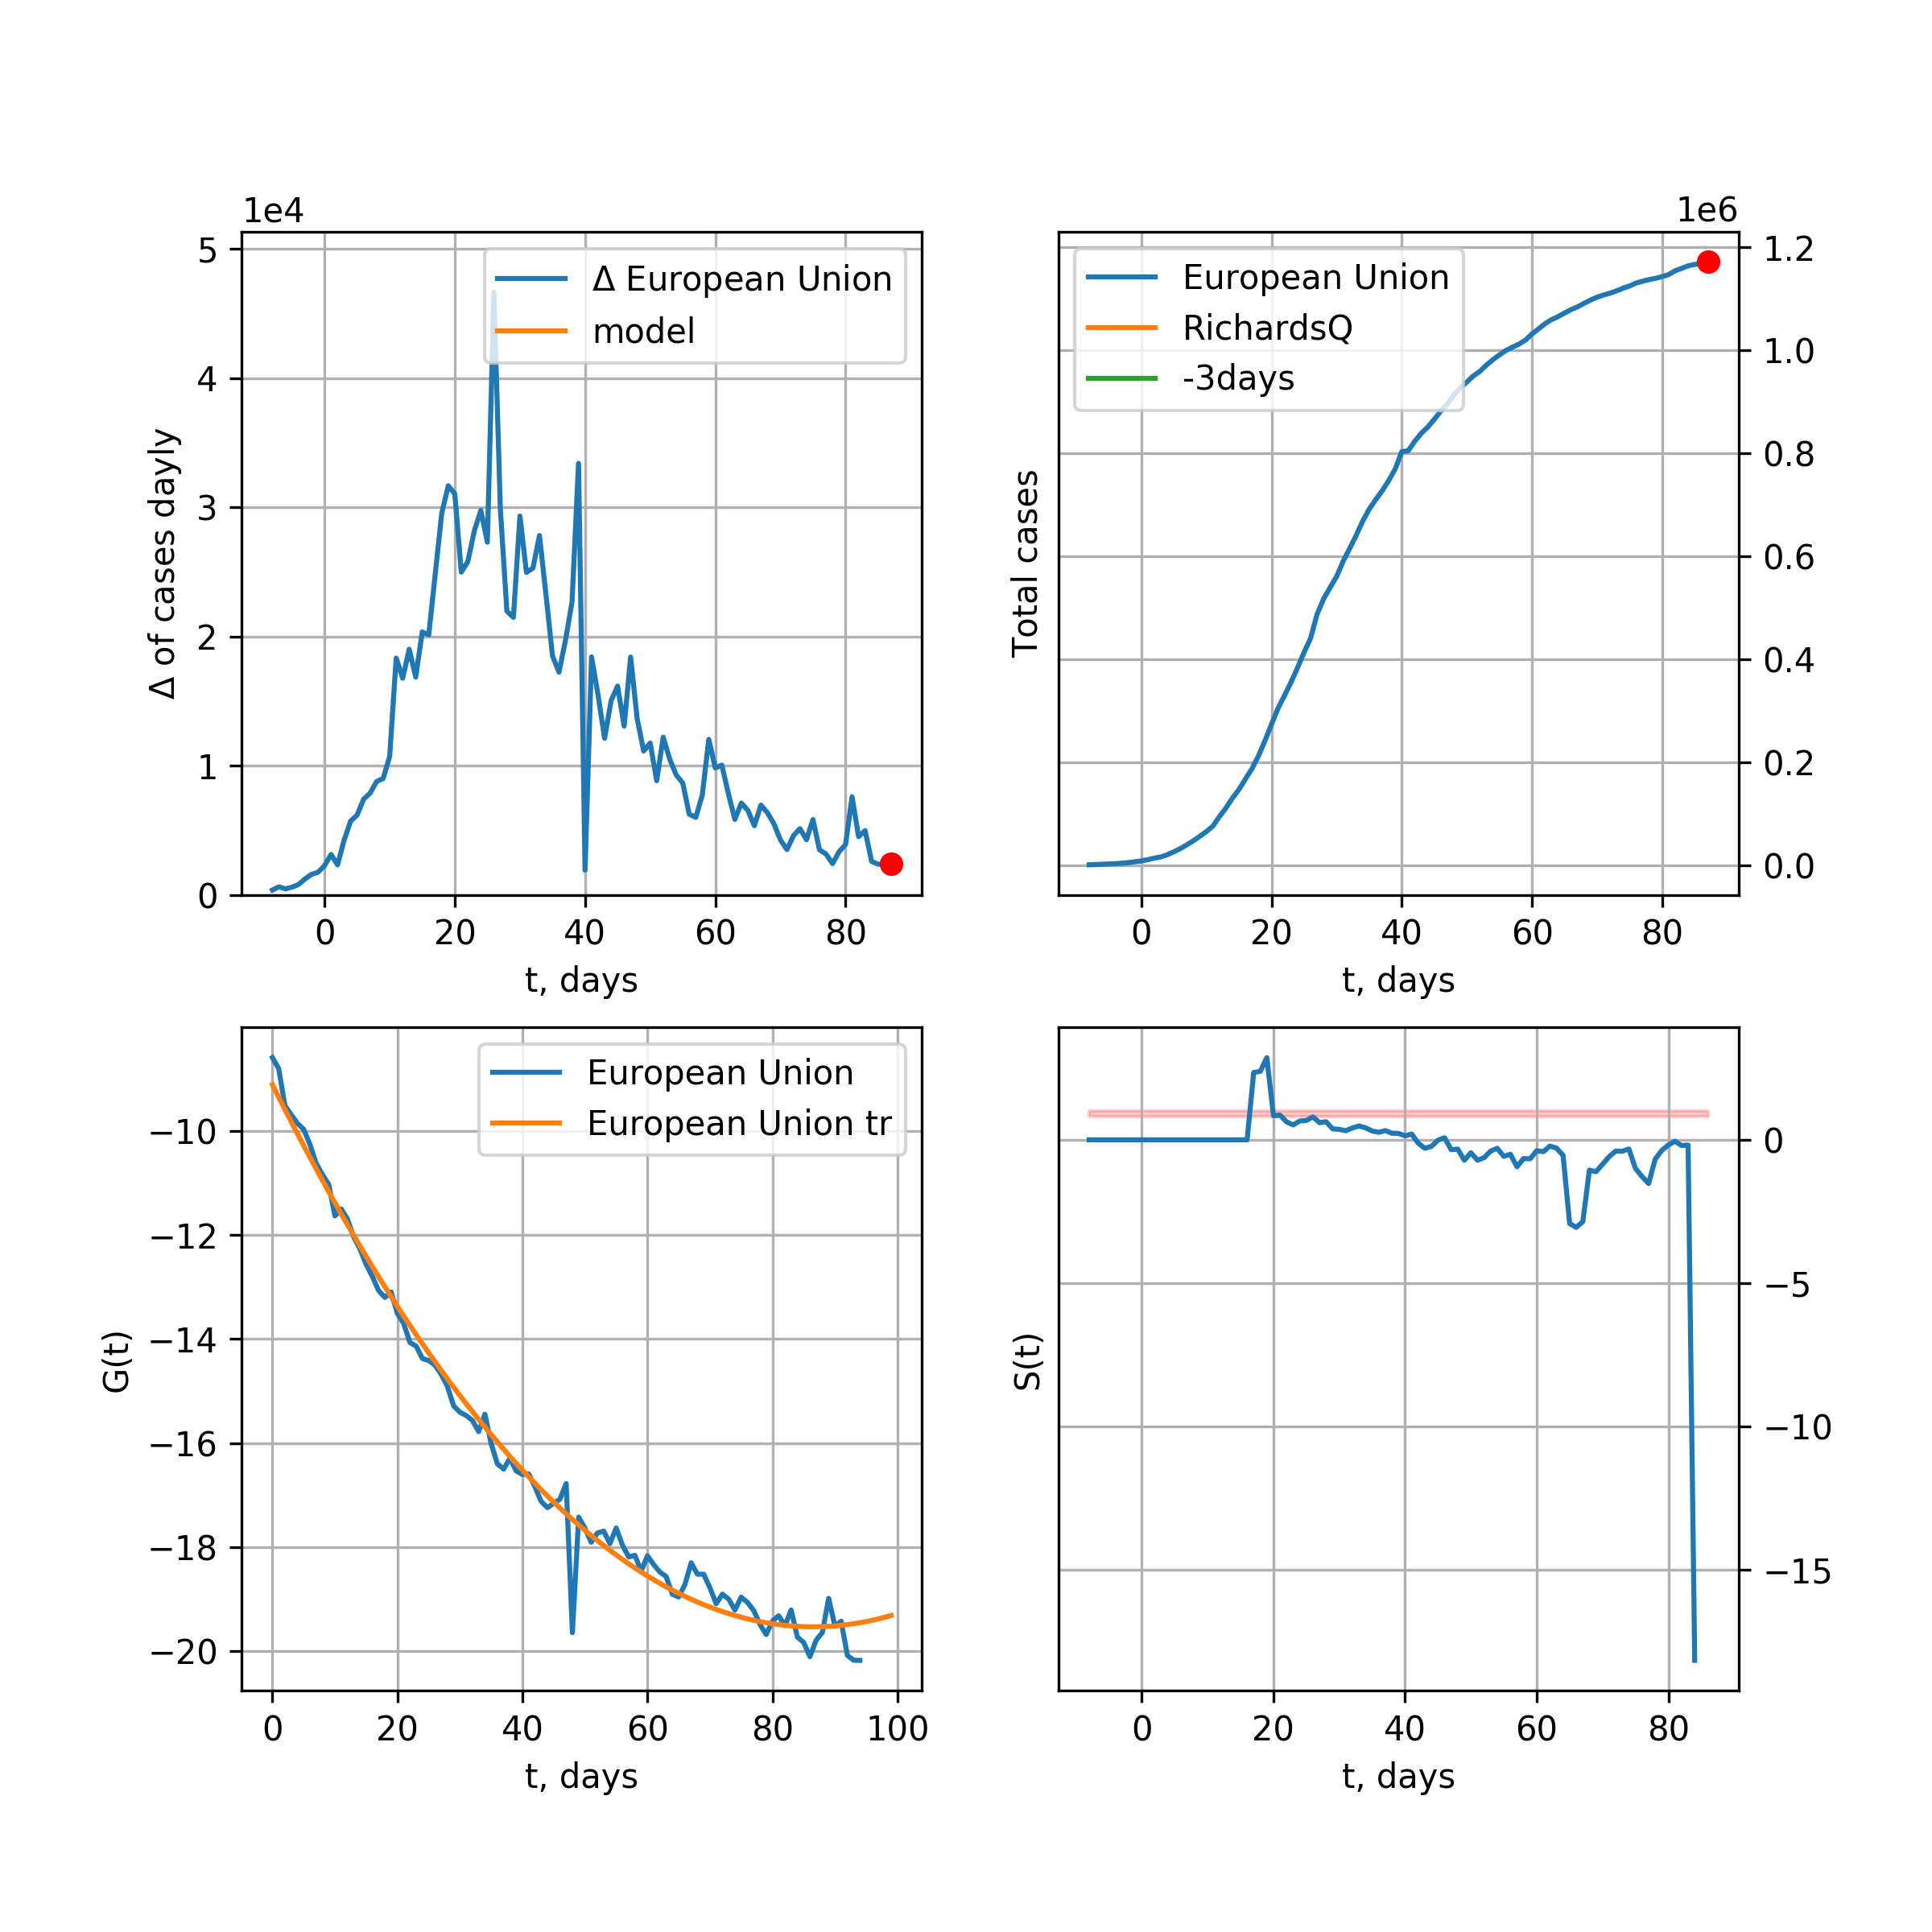 1e4
5
4
3
2
1
0
Δ of cases dayly
Δ European Union
model
0 20 40 60 80
t, days
1e6
1.2
1.0
0.8
0.6
0.4
0.2
0.0
Total cases
European Union
RichardsQ
-3days
0 20 40 60 80
t, days
−10
−12
−14
−16
−18
−20
G(t)
European Union
European Union tr
0 20 40 60 80 100
t, days
0
−5
−10
−15
S(t)
0 20 40 60 80
t, days